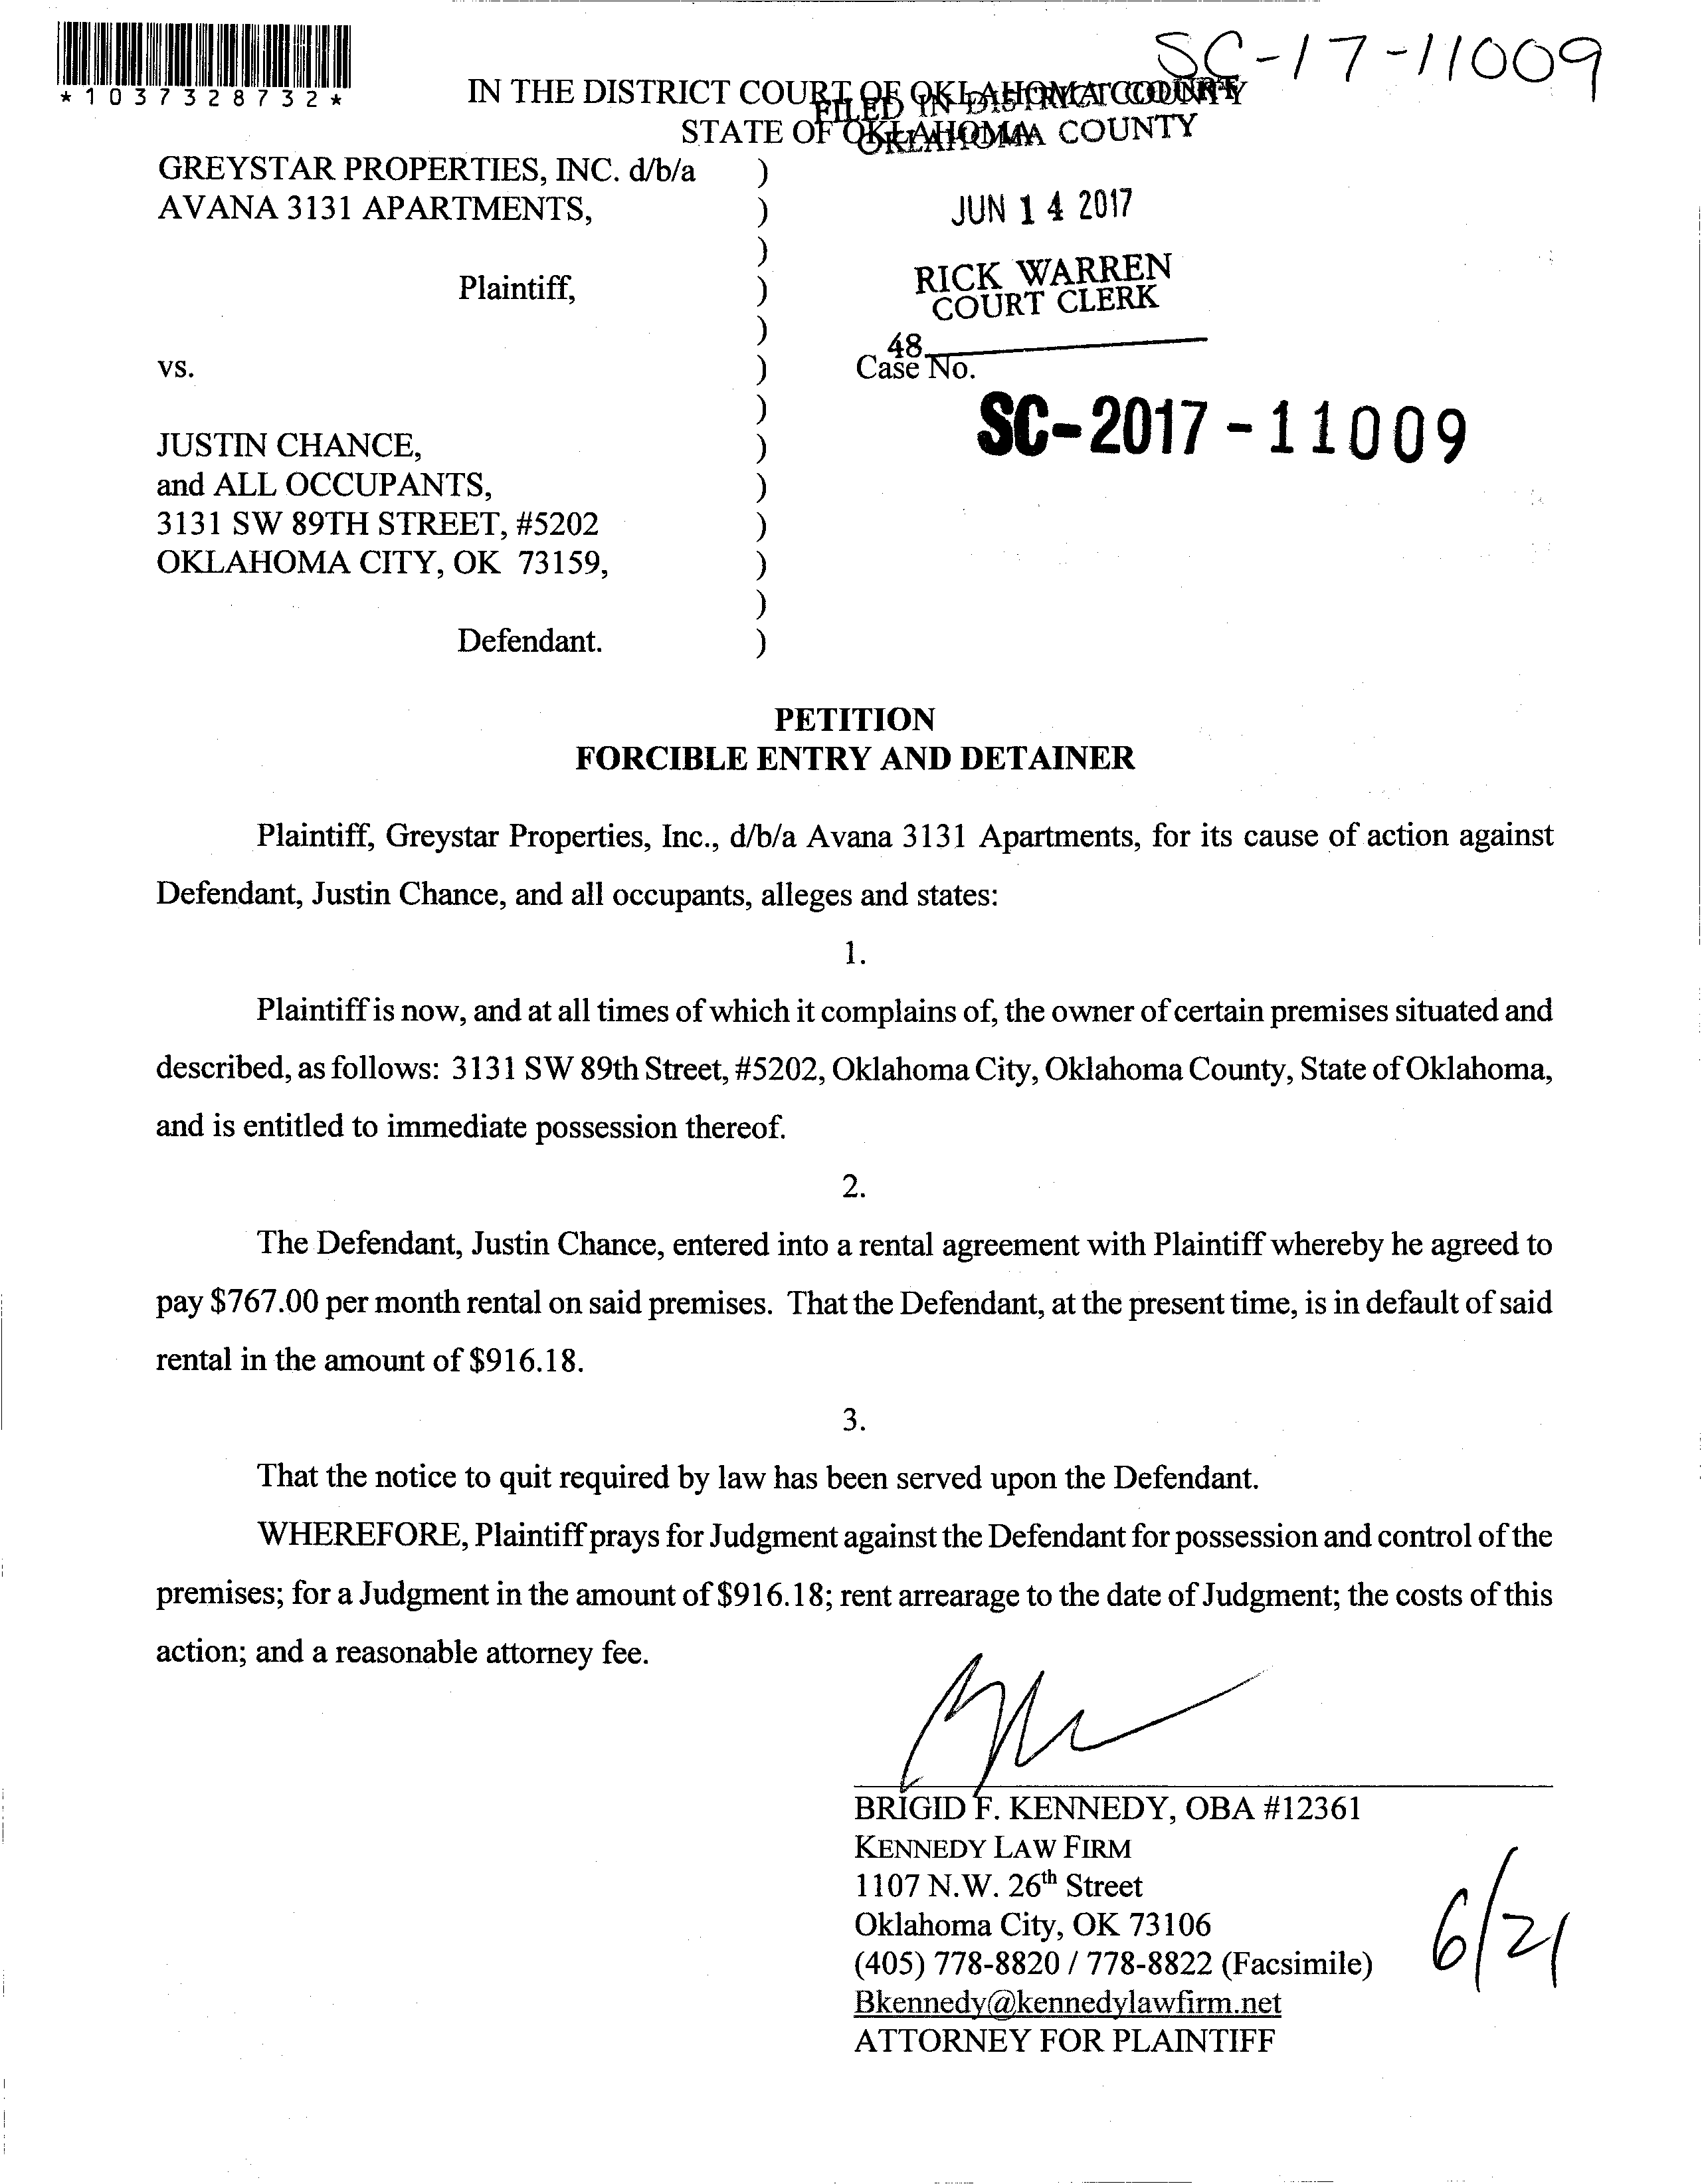 SC-17-11009
*1037328732*
IN THE DISTRICT COURT OF OKLAHOMA COUNTY
STATE OF OKLAHOMA
FILED IN DISTRICT COURT
OKLAHOMA COUNTY
JUN 14 2017
RICK WARREN
COURT CLERK
48
GREYSTAR PROPERTIES, INC. d/b/a )
AVANA 3131 APARTMENTS, )
)
Plaintiff, )
)
vs. ) Case No.
SC-2017-11009
)
JUSTIN CHANCE, )
and ALL OCCUPANTS, )
3131 SW 89TH STREET, #5202 )
OKLAHOMA CITY, OK 73159, )
)
Defendant. )
PETITION
FORCIBLE ENTRY AND DETAINER
Plaintiff, Greystar Properties, Inc., d/b/a Avana 3131 Apartments, for its cause of action against
Defendant, Justin Chance, and all occupants, alleges and states:
1.
Plaintiff is now, and at all times of which it complains of, the owner of certain premises situated and
described, as follows: 3131 SW 89th Street, #5202, Oklahoma City, Oklahoma County, State of Oklahoma,
and is entitled to immediate possession thereof.
2.
The Defendant, Justin Chance, entered into a rental agreement with Plaintiff whereby he agreed to
pay $767.00 per month rental on said premises. That the Defendant, at the present time, is in default of said
rental in the amount of $916.18.
3.
That the notice to quit required by law has been served upon the Defendant.
WHEREFORE, Plaintiff prays for Judgment against the Defendant for possession and control of the
premises; for a Judgment in the amount of $916.18; rent arrearage to the date of Judgment; the costs of this
action; and a reasonable attorney fee.
BRIGID F. KENNEDY, OBA #12361
KENNEDY LAW FIRM
1107 N.W. 26th Street
Oklahoma City, OK 73106
(405) 778-8820 / 778-8822 (Facsimile)
Bkennedy@kennedylawfirm.net
ATTORNEY FOR PLAINTIFF
6/21